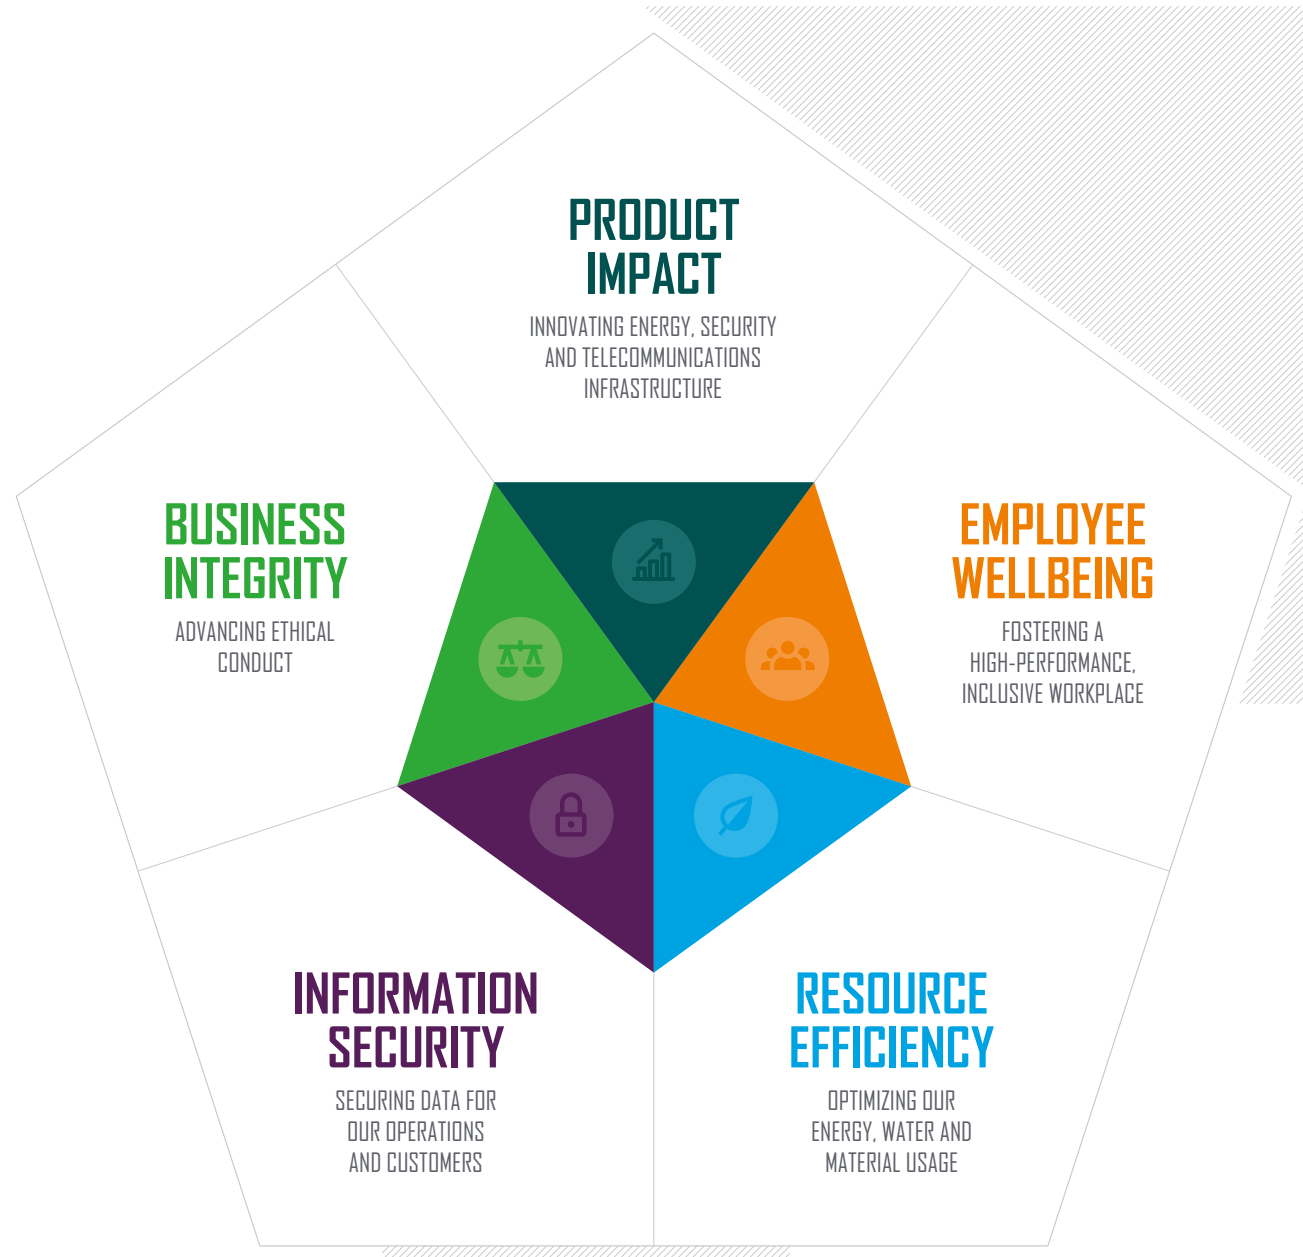 PRODUCT
IMPACT
INNOVATING ENERGY, SECURITY
AND TELECOMMUNICATIONS
INFRASTRUCTURE
BUSINESS
INTEGRITY
ADVANCING ETHICAL
CONDUCT
EMPLOYEE
WELLBEING
FOSTERING A
HIGH-PERFORMANCE,
INCLUSIVE WORKPLACE
INFORMATION
SECURITY
SECURING DATA FOR
OUR OPERATIONS
AND CUSTOMERS
RESOURCE
EFFICIENCY
OPTIMIZING OUR
ENERGY, WATER AND
MATERIAL USAGE